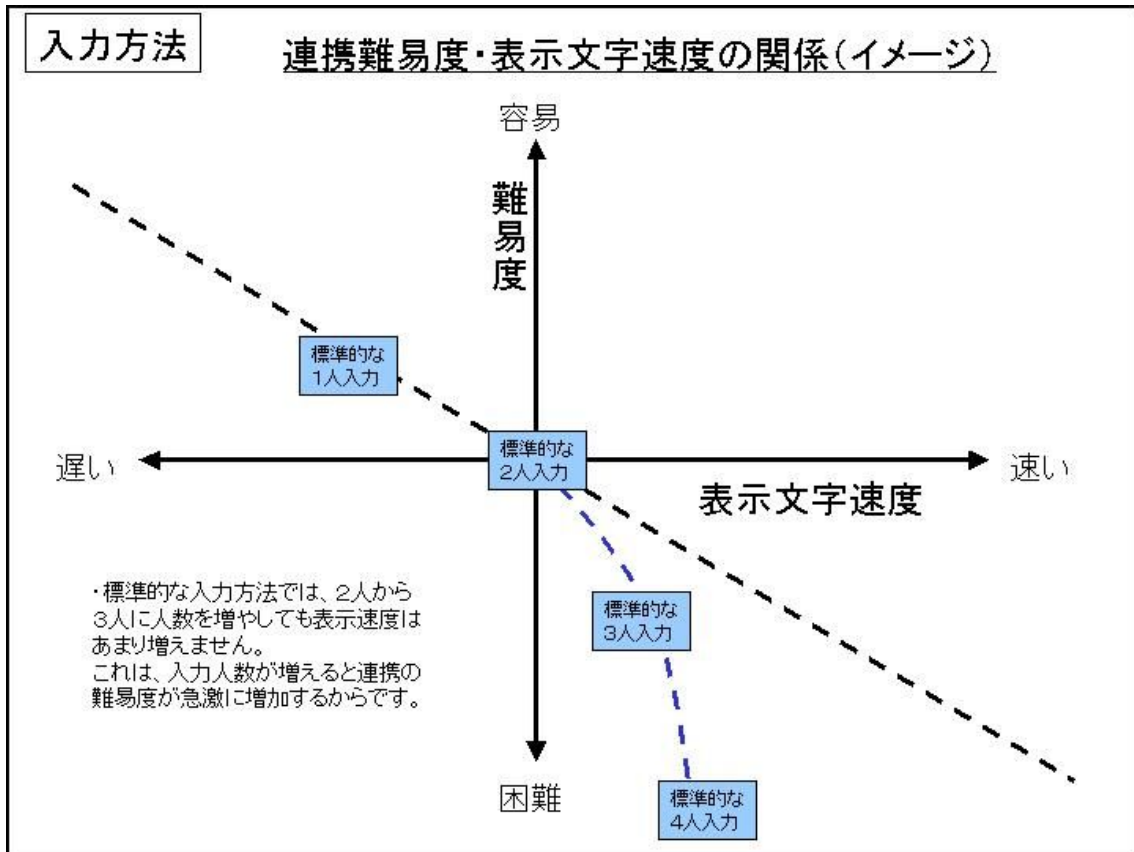 入力方法
連携難易度・表示文字速度の関係(イメージ)
容易
難易度
標準的な
1人入力
遅い
標準的な
2人入力
速い
表示文字速度
・標準的な入力方法では、2人から
3人に人数を増やしても表示速度は
あまり増えません。
これは、入力人数が増えると連携の
難易度が急激に増加するからです。
標準的な
3人入力
困難
標準的な
4人入力